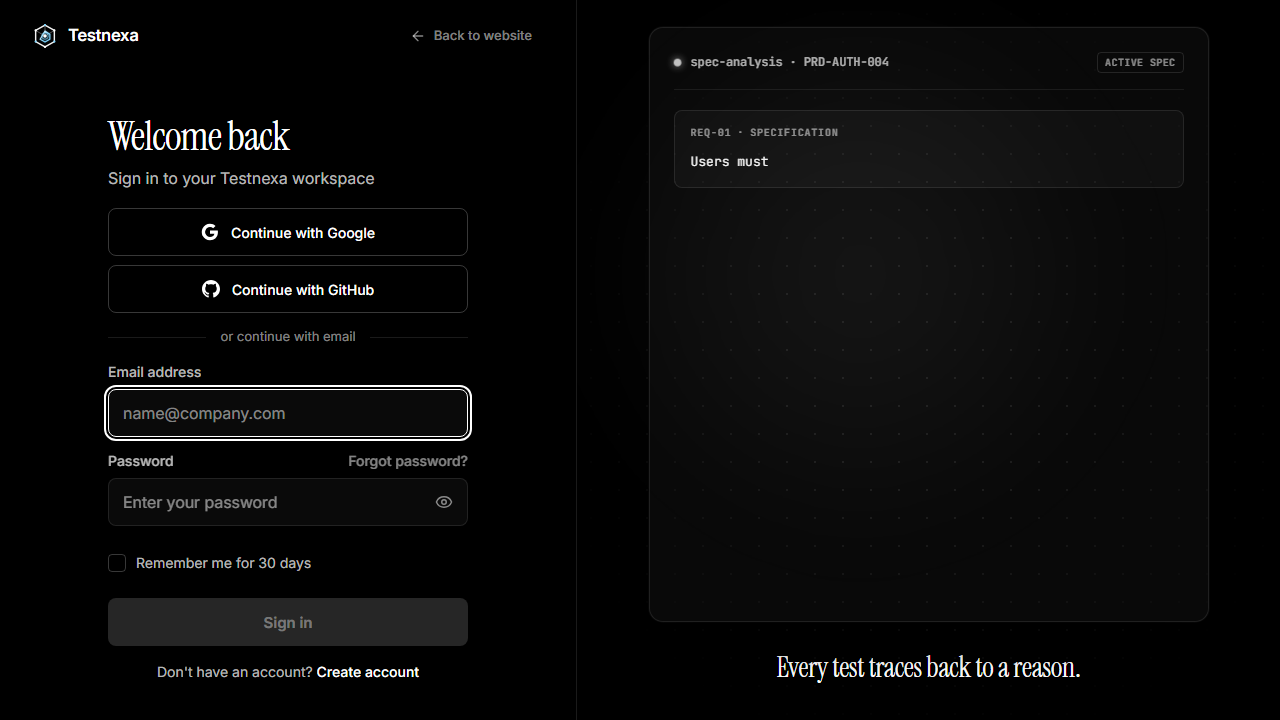 Testnexa
Back to website
Welcome back
Sign in to your Testnexa workspace
Continue with Google
Continue with GitHub
or continue with email
Email address
name@company.com
Password
Forgot password?
Enter your password
Remember me for 30 days
Sign in
Don't have an account? Create account
spec-analysis · PRD-AUTH-004
ACTIVE SPEC
REQ-01 · SPECIFICATION
Users must
Every test traces back to a reason.